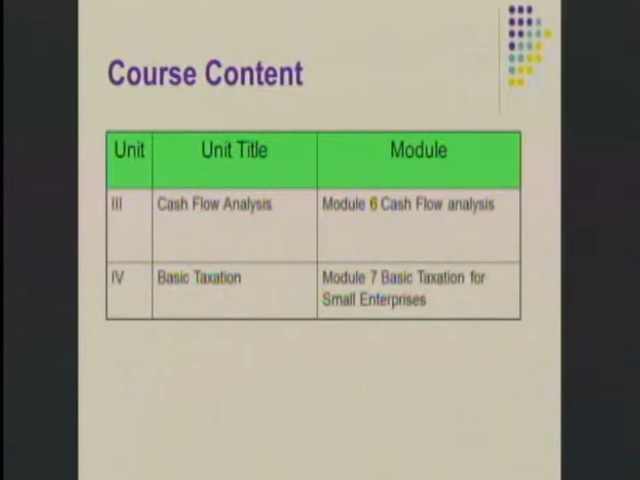 Course Content
Unit Unit Title Module
III Cash Flow Analysis Module 6 Cash Flow analysis
IV Basic Taxation Module 7 Basic Taxation for
Small Enterprises